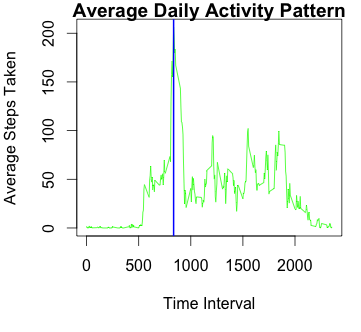 Average Daily Activity Pattern
200
150
100
50
0
Average Steps Taken
0 500 1000 1500 2000
Time Interval